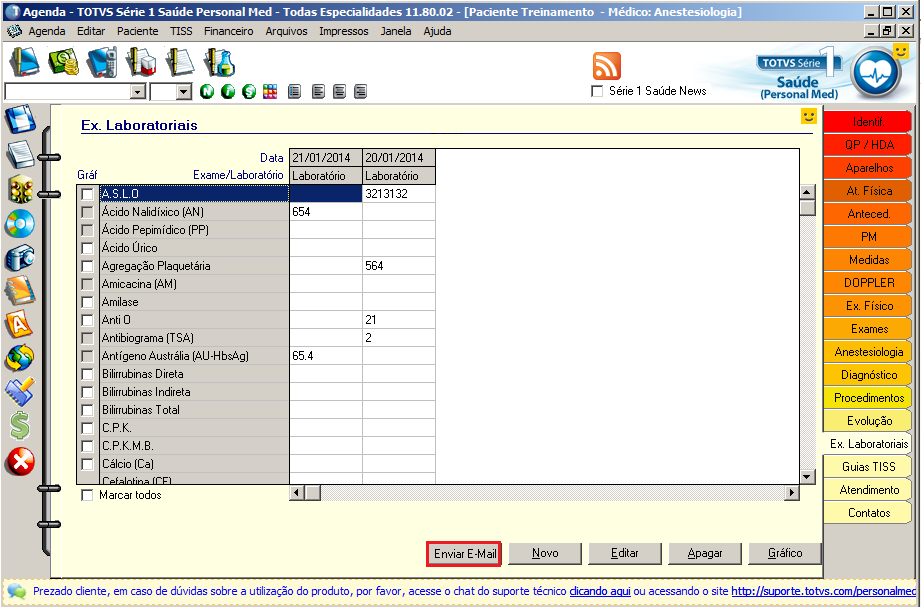 Agenda - TOTVS Série 1 Saúde Personal Med - Todas Especialidades 11.80.02 - [Paciente Treinamento - Médico: Anestesiologia]
Agenda Editar Paciente TISS Financeiro Arquivos Impressos Janela Ajuda
Série 1 Saúde News
TOTVS Série 1
Saúde
(Personal Med)
Ex. Laboratoriais
Data 21/01/2014 20/01/2014
Gráf Exame/Laboratório Laboratório Laboratório
A.S.L.O 3213132
Ácido Nalidíxico (AN) 654
Ácido Pepimídico (PP)
Ácido Úrico
Agregação Plaquetária 564
Amicacina (AM)
Amilase
Anti O 21
Antibiograma (TSA) 2
Antígeno Austrália (AU-HbsAg) 65.4
Bilirrubinas Direta
Bilirrubinas Indireta
Bilirrubinas Total
C.P.K.
C.P.K.M.B.
Cálcio (Ca)
Cefalotina (CF)
Marcar todos
Enviar E-Mail Novo Editar Apagar Gráfico
Identif.
QP / HDA
Aparelhos
At. Física
Anteced.
PM
Medidas
DOPPLER
Ex. Físico
Exames
Anestesiologia
Diagnóstico
Procedimentos
Evolução
Ex. Laboratoriais
Guias TISS
Atendimento
Contatos
Prezado cliente, em caso de dúvidas sobre a utilização do produto, por favor, acesse o chat do suporte técnico clicando aqui ou acessando o site http://suporte.totvs.com/personalmed